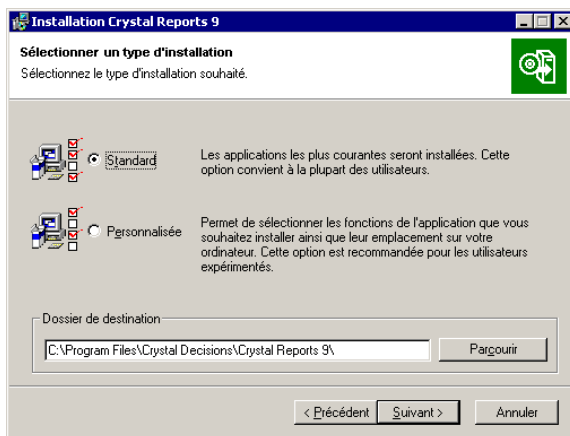 Installation Crystal Reports 9
Sélectionner un type d'installation
Sélectionnez le type d'installation souhaité.
Standard
Les applications les plus courantes seront installées. Cette
option convient à la plupart des utilisateurs.
Personnalisée
Permet de sélectionner les fonctions de l'application que vous
souhaitez installer ainsi que leur emplacement sur votre
ordinateur. Cette option est recommandée pour les utilisateurs
expérimentés.
Dossier de destination
C:\Program Files\Crystal Decisions\Crystal Reports 9\
Parcourir
< Précédent
Suivant >
Annuler